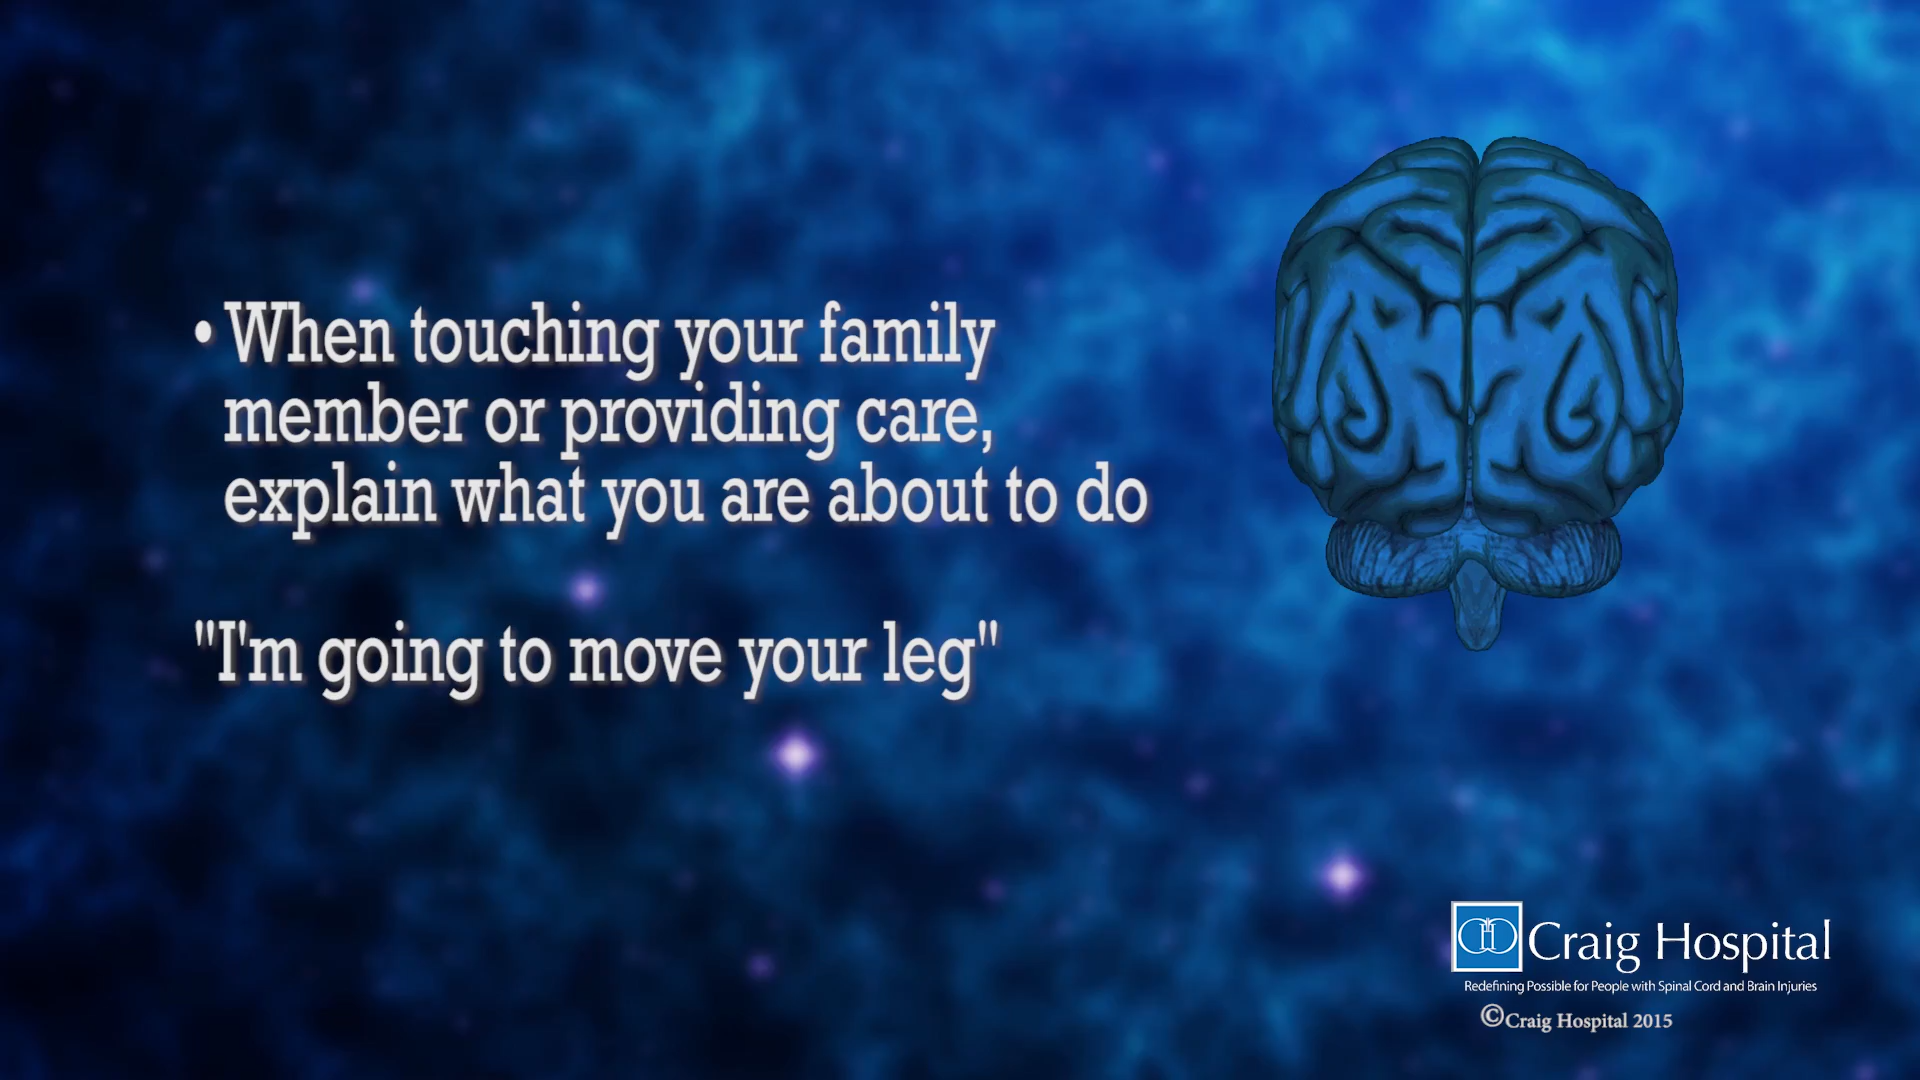 • When touching your family
member or providing care,
explain what you are about to do
"I'm going to move your leg"
Craig Hospital
Redefining Possible for People with Spinal Cord and Brain Injuries
©Craig Hospital 2015